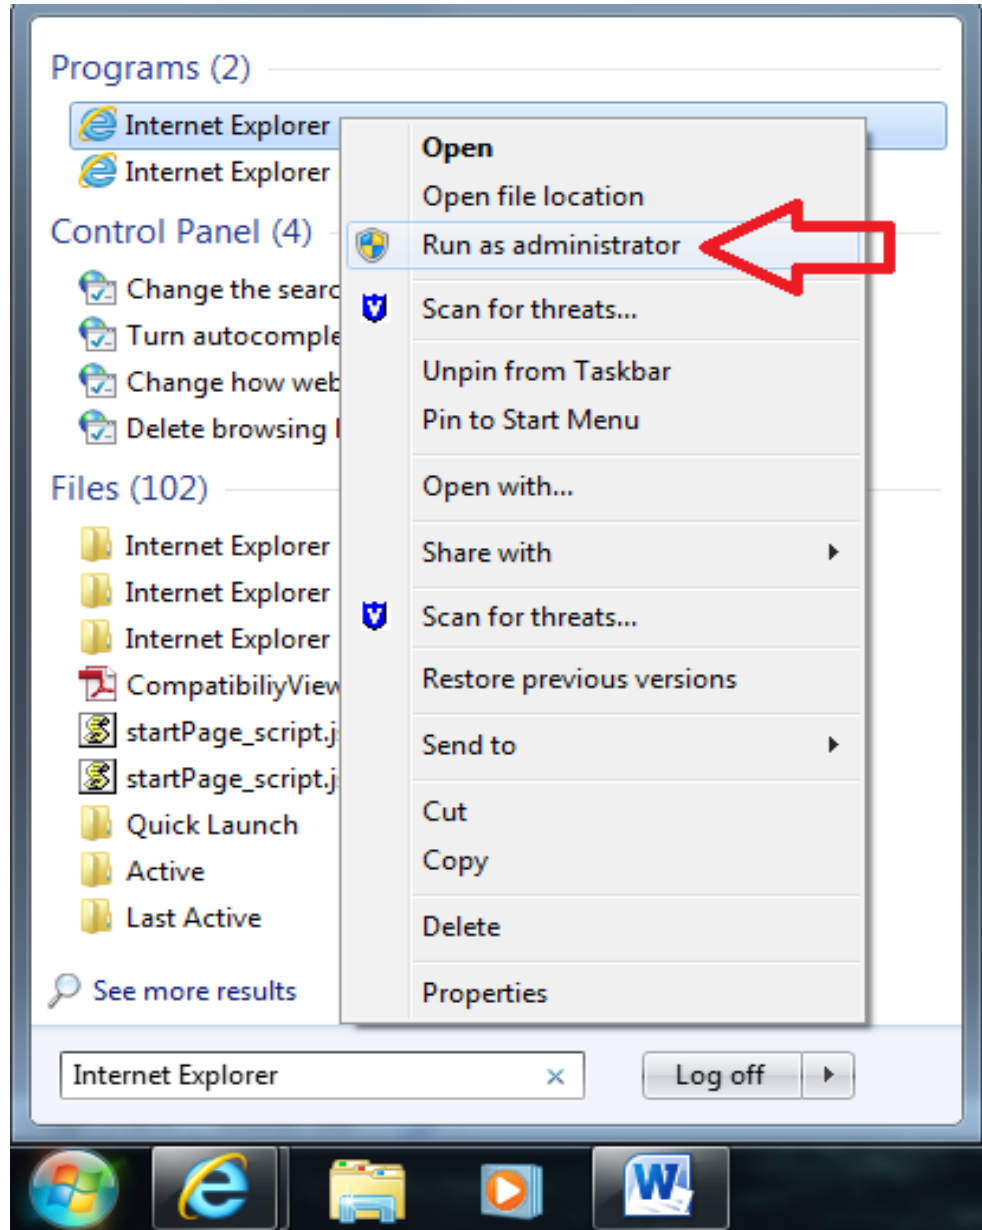 Programs (2)
Internet Explorer
Internet Explorer
Control Panel (4)
Change the searc
Turn autocomple
Change how web
Delete browsing
Files (102)
Internet Explorer
Internet Explorer
Internet Explorer
CompatibiliyView
startPage_script.j
startPage_script.j
Quick Launch
Active
Last Active
See more results
Internet Explorer
Log off
Open
Open file location
Run as administrator
Scan for threats...
Unpin from Taskbar
Pin to Start Menu
Open with...
Share with
Scan for threats...
Restore previous versions
Send to
Cut
Copy
Delete
Properties